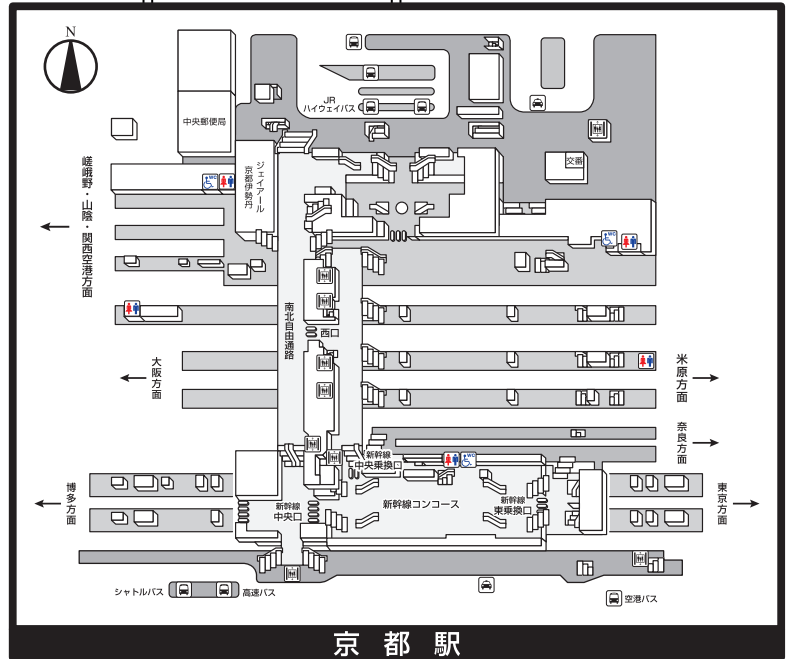 N
中央郵便局
JR
ハイウェイバス
交番
ジェイアール
京都伊勢丹
WC
WC
嵯峨野・山陰・関西空港方面
南北自由通路
西口
大阪方面
米原方面
奈良方面
新幹線
中央乗換口
WC
博多方面
新幹線
中央口
新幹線コンコース
新幹線
東乗換口
東京方面
シャトルバス
高速バス
空港バス
京都駅